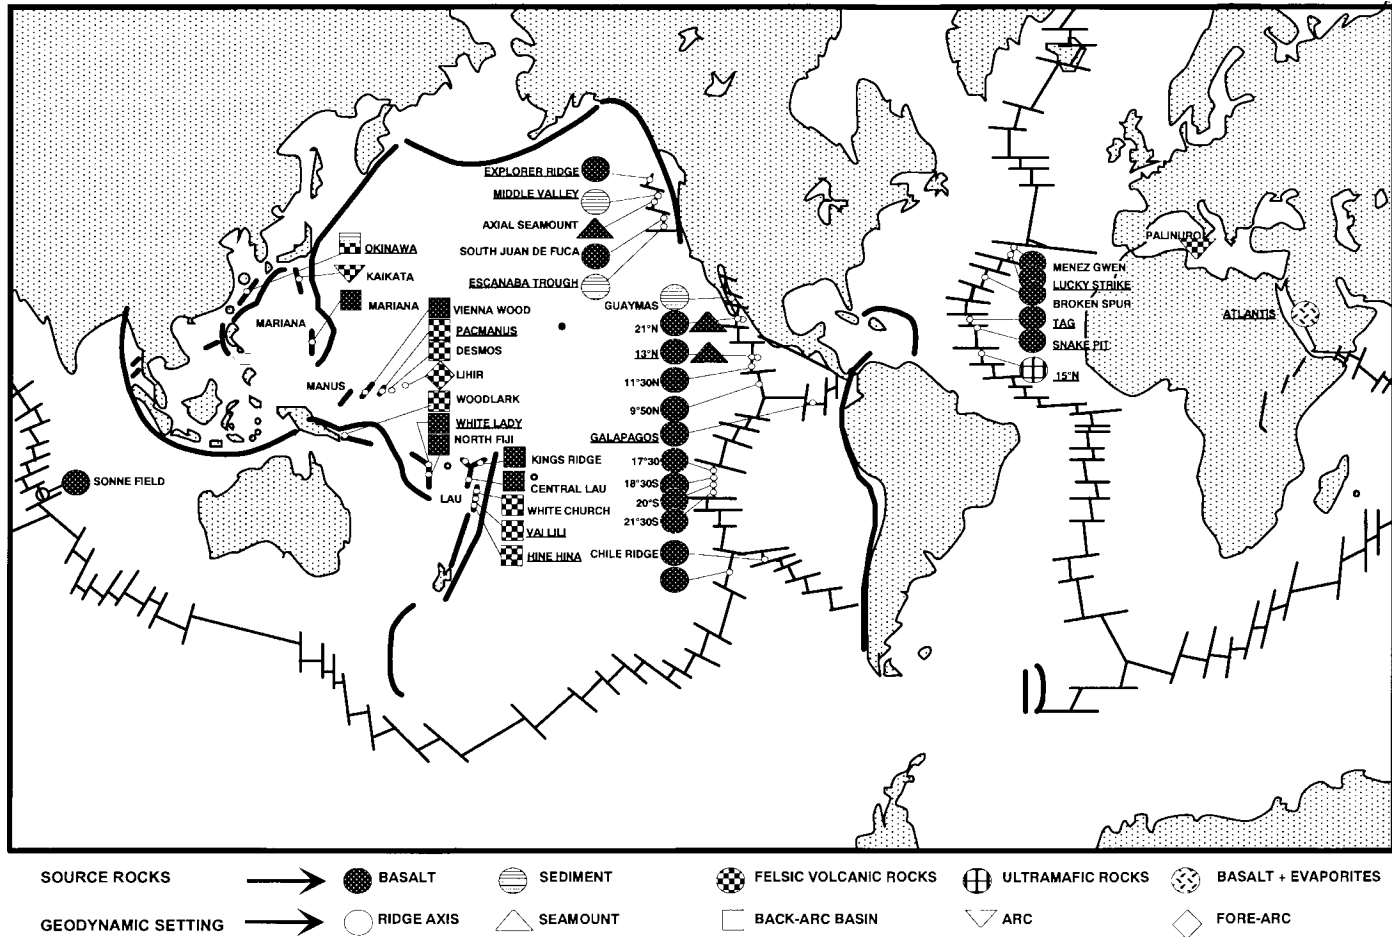 EXPLORER RIDGE
MIDDLE VALLEY
AXIAL SEAMOUNT
SOUTH JUAN DE FUCA
ESCANABA TROUGH
GUAYMAS
21°N
13°N
11°30N
9°50N
GALAPAGOS
17°30
18°30S
20°S
21°30S
CHILE RIDGE
OKINAWA
KAIKATA
MARIANA
MARIANA
VIENNA WOOD
PACMANUS
DESMOS
LIHIR
MANUS
WOODLARK
WHITE LADY
NORTH FIJI
KINGS RIDGE
CENTRAL LAU
LAU
WHITE CHURCH
VAI LILI
HINE HINA
SONNE FIELD
PALINURO
MENEZ GWEN
LUCKY STRIKE
BROKEN SPUR
TAG
SNAKE PIT
15°N
ATLANTIS
SOURCE ROCKS BASALT SEDIMENT FELSIC VOLCANIC ROCKS ULTRAMAFIC ROCKS BASALT + EVAPORITES
GEODYNAMIC SETTING RIDGE AXIS SEAMOUNT BACK-ARC BASIN ARC FORE-ARC